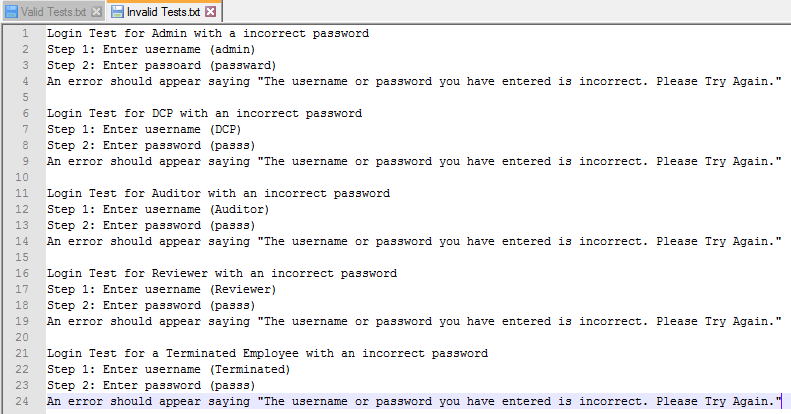 Valid Tests.txt Invalid Tests.txt
1 Login Test for Admin with a incorrect password
2 Step 1: Enter username (admin)
3 Step 2: Enter passoard (passward)
4 An error should appear saying "The username or password you have entered is incorrect. Please Try Again."
5
6 Login Test for DCP with an incorrect password
7 Step 1: Enter username (DCP)
8 Step 2: Enter password (passs)
9 An error should appear saying "The username or password you have entered is incorrect. Please Try Again."
10
11 Login Test for Auditor with an incorrect password
12 Step 1: Enter username (Auditor)
13 Step 2: Enter password (passs)
14 An error should appear saying "The username or password you have entered is incorrect. Please Try Again."
15
16 Login Test for Reviewer with an incorrect password
17 Step 1: Enter username (Reviewer)
18 Step 2: Enter password (passs)
19 An error should appear saying "The username or password you have entered is incorrect. Please Try Again."
20
21 Login Test for a Terminated Employee with an incorrect password
22 Step 1: Enter username (Terminated)
23 Step 2: Enter password (passs)
24 An error should appear saying "The username or password you have entered is incorrect. Please Try Again."